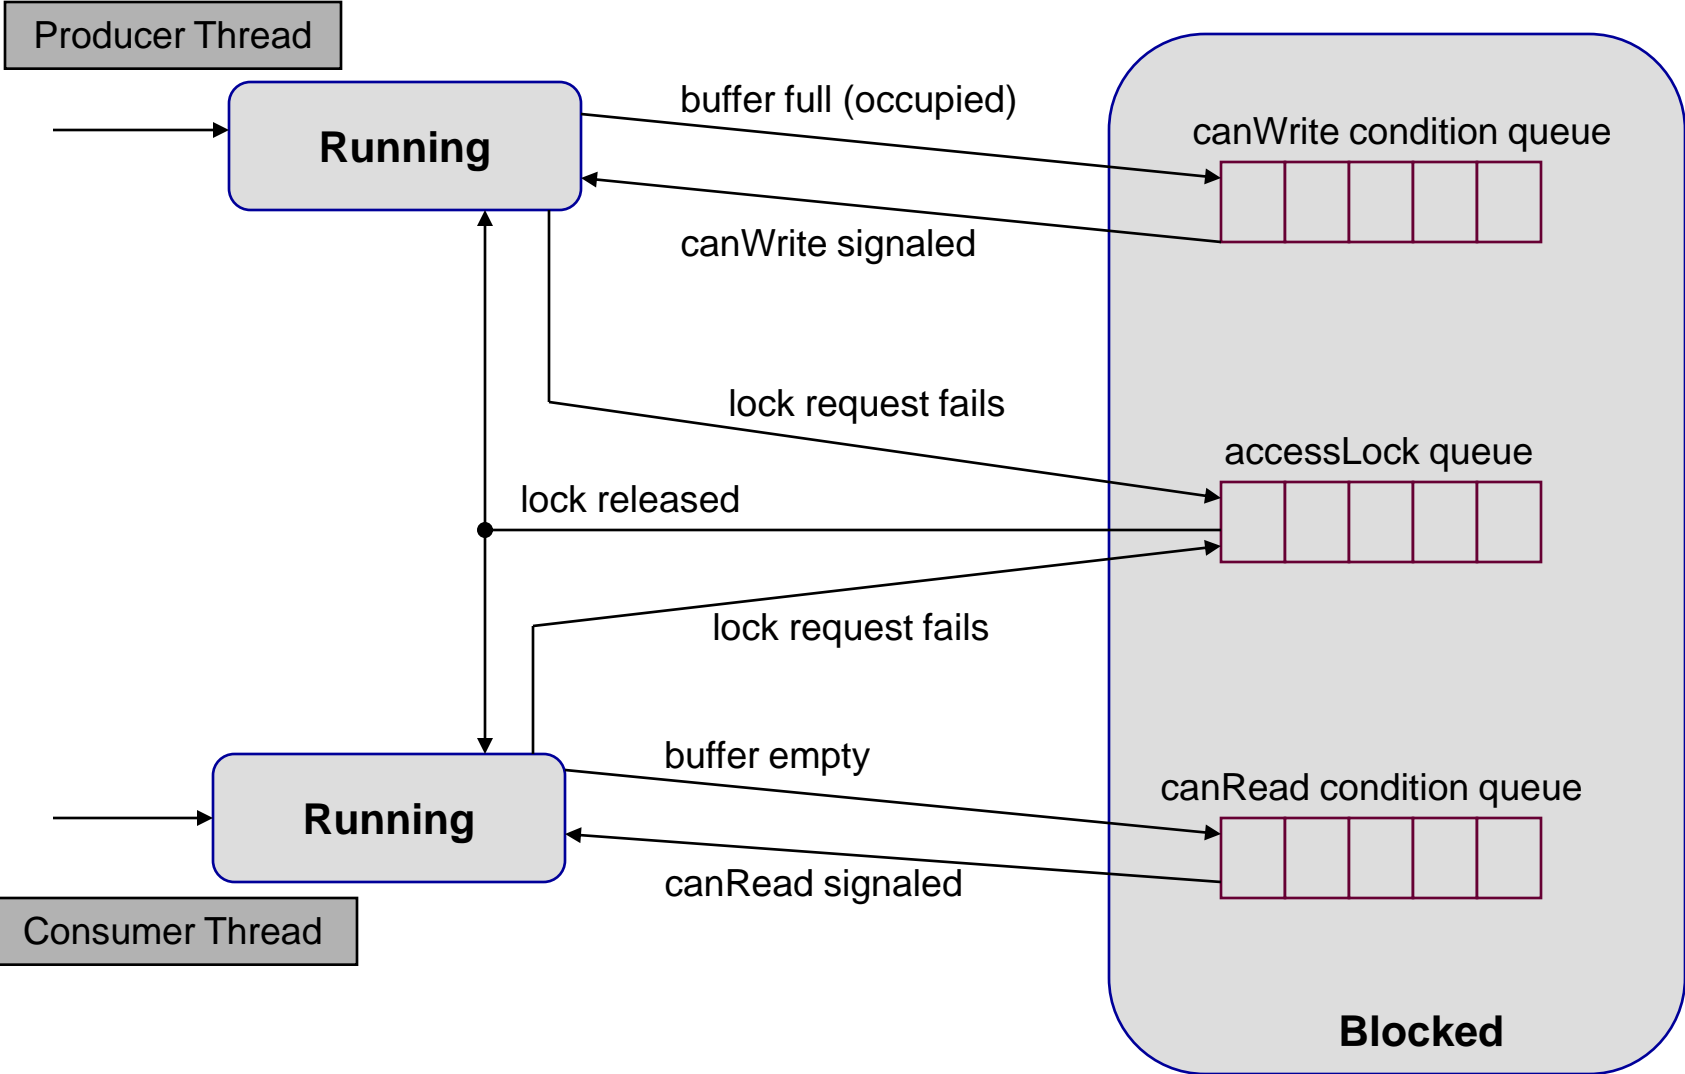 Producer Thread
Running
buffer full (occupied)
canWrite condition queue
canWrite signaled
lock request fails
accessLock queue
lock released
lock request fails
buffer empty
canRead condition queue
Running
canRead signaled
Consumer Thread
Blocked